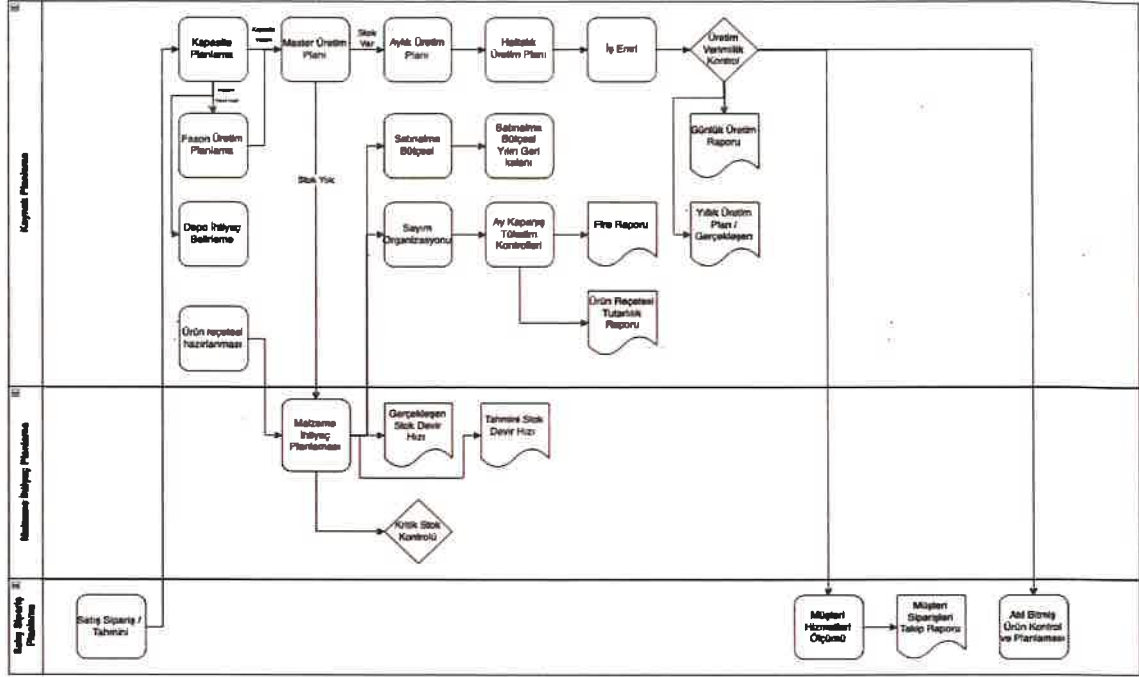 Kaynak Planlama
Kapasite
Planlama
Master Üretim
Planı
Stok
Var
Aylık Üretim
Planı
Haftalık
Üretim Planı
İş Emri
Üretim
Verimlilik
Kontrol
Fason Üretim
Planlama
Satınalma
Bütçesi
Satınalma
Bütçesi
Yılın Geri
kalanı
Günlük Üretim
Raporu
Stok Yok
Depo İhtiyaç
Belirleme
Sayım
Organizasyonu
Ay Kapanış
Tüketim
Kontrolleri
Fire Raporu
Yıllık Üretim
Plan /
Gerçekleşen
Ürün Reçetesi
Tutarlılık
Raporu
Ürün reçetesi
hazırlanması
Malzeme İhtiyaç Planlama
Malzeme
İhtiyaç
Planlaması
Gerçekleşen
Stok Devir
Hızı
Tahmini Stok
Devir Hızı
Kritik Stok
Kontrolü
Satış Sipariş
Planlama
Satış Sipariş /
Tahmini
Müşteri
Hizmetleri
Ölçümü
Müşteri
Siparişleri
Takip Raporu
Atıl Bitmiş
Ürün Kontrol
ve Planlaması